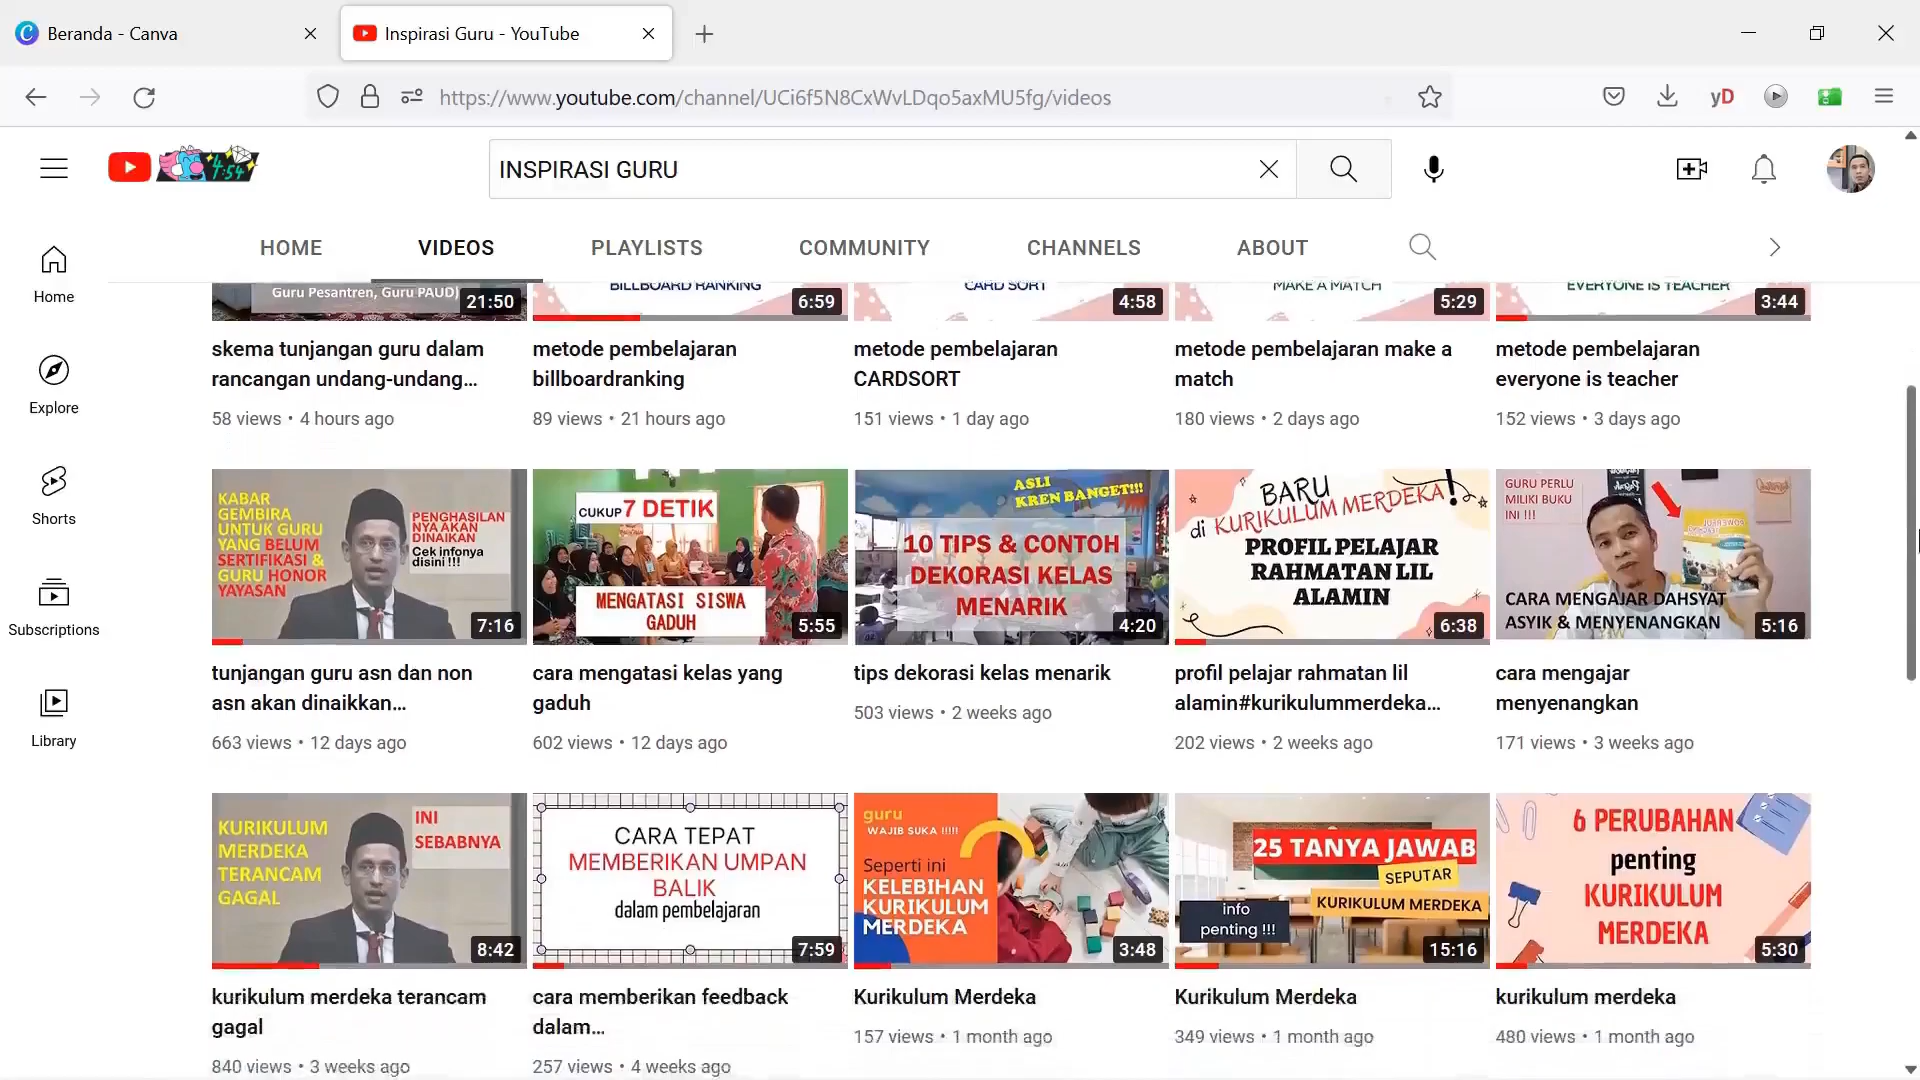 Beranda - Canva
Inspirasi Guru - YouTube
https://www.youtube.com/channel/UCi6f5N8CxWvLDqo5axMU5fg/videos
yD
4:54
INSPIRASI GURU
HOME
VIDEOS
PLAYLISTS
COMMUNITY
CHANNELS
ABOUT
Home
Explore
Shorts
Subscriptions
Library
Guru Pesantren, Guru PAUD)
21:50
BILLBOARD RANKING
6:59
CARD SORT
4:58
MAKE A MATCH
5:29
EVERYONE IS TEACHER
3:44
skema tunjangan guru dalam
rancangan undang-undang...
58 views • 4 hours ago
metode pembelajaran
billboardranking
89 views • 21 hours ago
metode pembelajaran
CARDSORT
151 views • 1 day ago
metode pembelajaran make a
match
180 views • 2 days ago
metode pembelajaran
everyone is teacher
152 views • 3 days ago
KABAR
GEMBIRA
UNTUK GURU
YANG BELUM
SERTIFIKASI &
GURU HONOR
YAYASAN
PENGHASILAN
NYA AKAN
DINAIKKAN
Cek infonya
disini !!!
7:16
CUKUP 7 DETIK
MENGATASI SISWA
GADUH
5:55
ASLI
KREN BANGET!!!
10 TIPS & CONTOH
DEKORASI KELAS
MENARIK
4:20
BARU
di KURIKULUM MERDEKA!
PROFIL PELAJAR
RAHMATAN LIL
ALAMIN
6:38
GURU PERLU
MILIKI BUKU
INI !!!
CARA MENGAJAR DAHSYAT
ASYIK & MENYENANGKAN
5:16
tunjangan guru asn dan non
asn akan dinaikkan...
663 views • 12 days ago
cara mengatasi kelas yang
gaduh
602 views • 12 days ago
tips dekorasi kelas menarik
503 views • 2 weeks ago
profil pelajar rahmatan lil
alamin#kurikulummerdeka...
202 views • 2 weeks ago
cara mengajar
menyenangkan
171 views • 3 weeks ago
KURIKULUM
MERDEKA
TERANCAM
GAGAL
INI
SEBABNYA
8:42
CARA TEPAT
MEMBERIKAN UMPAN
BALIK
dalam pembelajaran
7:59
guru
WAJIB SUKA !!!!!
Seperti ini
KELEBIHAN
KURIKULUM
MERDEKA
3:48
25 TANYA JAWAB
SEPUTAR
KURIKULUM MERDEKA
info
penting !!!
15:16
6 PERUBAHAN
penting
KURIKULUM
MERDEKA
5:30
kurikulum merdeka terancam
gagal
840 views • 3 weeks ago
cara memberikan feedback
dalam...
257 views • 4 weeks ago
Kurikulum Merdeka
157 views • 1 month ago
Kurikulum Merdeka
349 views • 1 month ago
kurikulum merdeka
480 views • 1 month ago